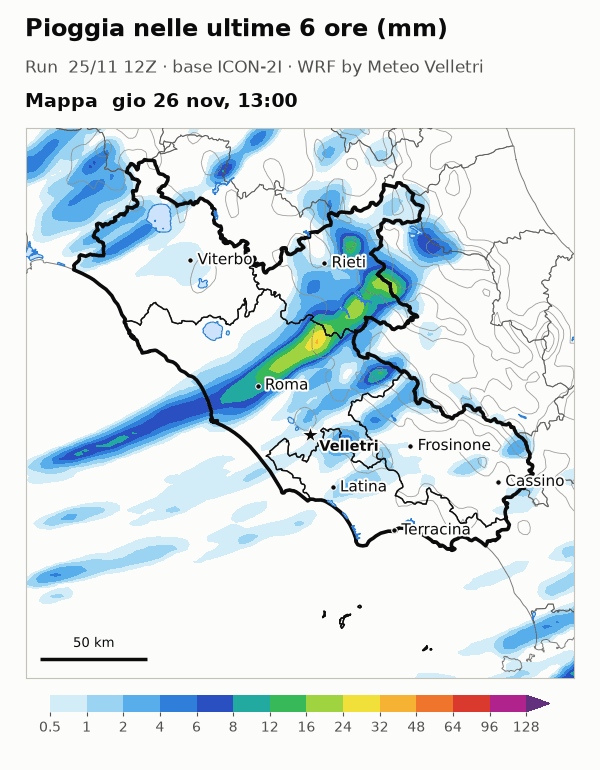 Pioggia nelle ultime 6 ore (mm)
Run  25/11 12Z · base ICON-2I · WRF by Meteo Velletri
Mappa  gio 26 nov, 13:00
Viterbo
Rieti
Roma
Velletri
Frosinone
Latina
Cassino
Terracina
50 km
0.5 1 2 4 6 8 12 16 24 32 48 64 96 128